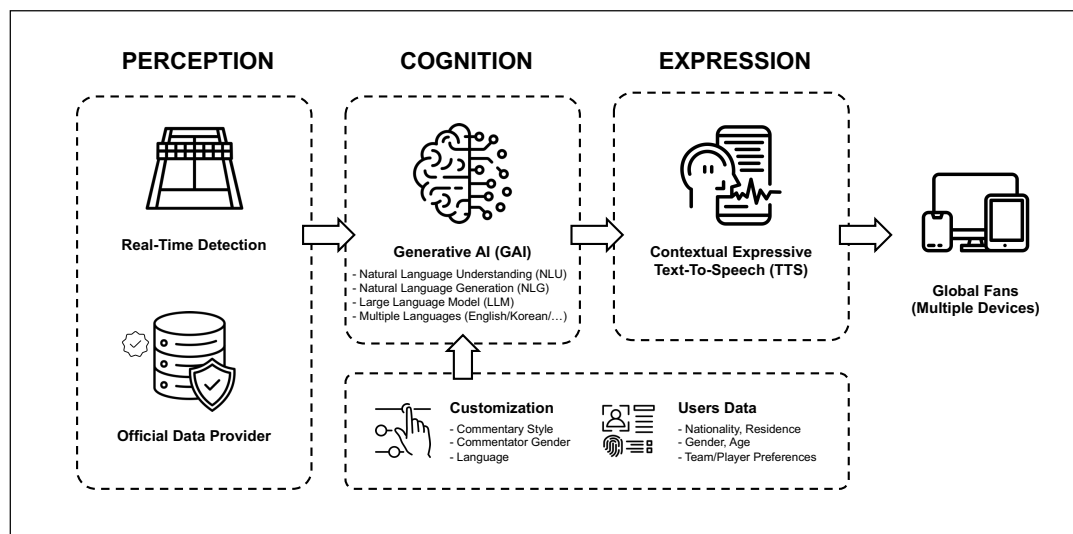 PERCEPTION
COGNITION
EXPRESSION
Real-Time Detection
Official Data Provider
Generative AI (GAI)
- Natural Language Understanding (NLU)
- Natural Language Generation (NLG)
- Large Language Model (LLM)
- Multiple Languages (English/Korean/…)
Contextual Expressive
Text-To-Speech (TTS)
Global Fans
(Multiple Devices)
Customization
- Commentary Style
- Commentator Gender
- Language
Users Data
- Nationality, Residence
- Gender, Age
- Team/Player Preferences